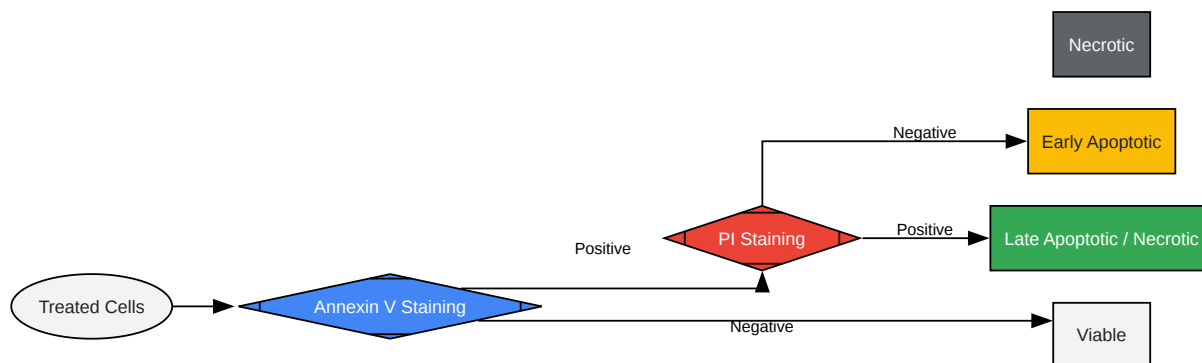 Necrotic
Negative
Early Apoptotic
PI Staining
Positive
Late Apoptotic / Necrotic
Positive
Treated Cells
Annexin V Staining
Negative
Viable